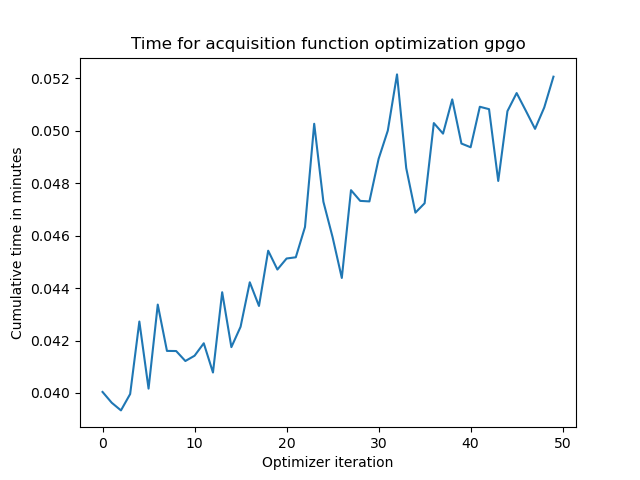 Time for acquisition function optimization gpgo
0.052
0.050
0.048
0.046
0.044
0.042
0.040
Cumulative time in minutes
0 10 20 30 40 50
Optimizer iteration